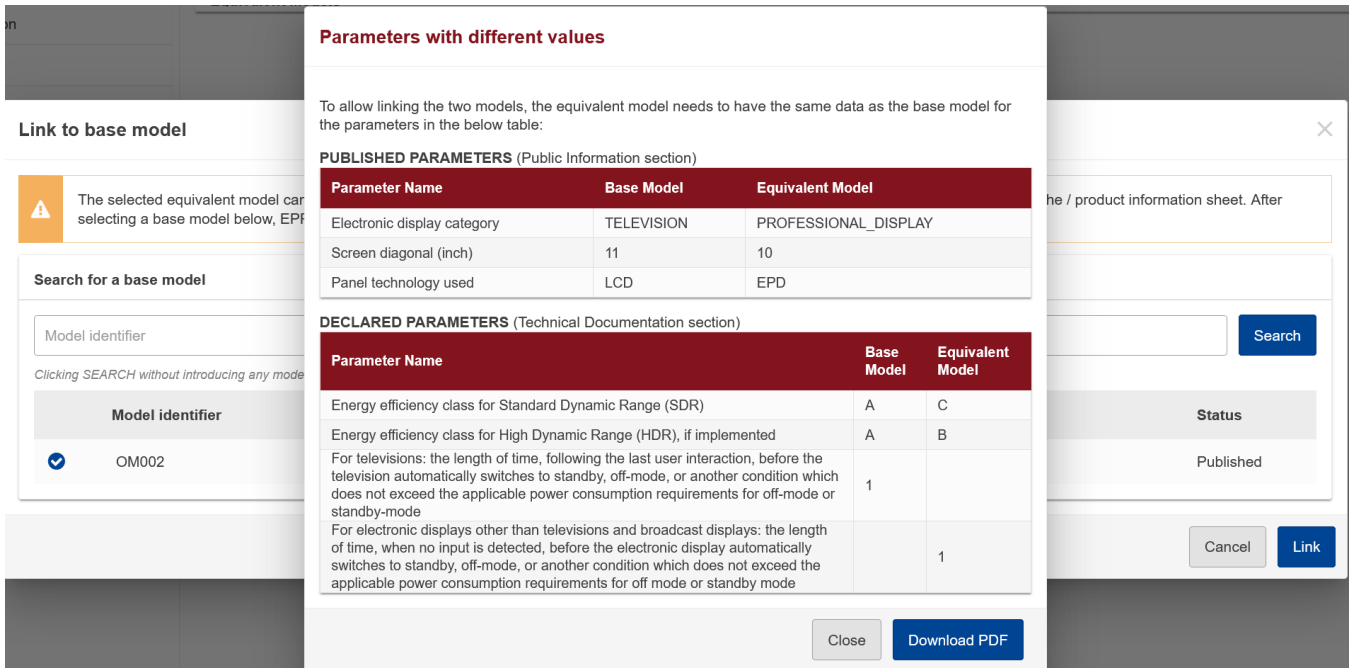 on
Parameters with different values
To allow linking the two models, the equivalent model needs to have the same data as the base model for
the parameters in the below table:
PUBLISHED PARAMETERS (Public Information section)
Parameter Name Base Model Equivalent Model
Electronic display category TELEVISION PROFESSIONAL_DISPLAY
Screen diagonal (inch) 11 10
Panel technology used LCD EPD
DECLARED PARAMETERS (Technical Documentation section)
Parameter Name Base Model Equivalent Model
Energy efficiency class for Standard Dynamic Range (SDR) A C
Energy efficiency class for High Dynamic Range (HDR), if implemented A B
For televisions: the length of time, following the last user interaction, before the
television automatically switches to standby, off-mode, or another condition which
does not exceed the applicable power consumption requirements for off-mode or
standby-mode
1
For electronic displays other than televisions and broadcast displays: the length
of time, when no input is detected, before the electronic display automatically
switches to standby, off-mode, or another condition which does not exceed the
applicable power consumption requirements for off mode or standby mode
1
Close Download PDF
Link to base model
The selected equivalent model he / product information sheet. After
selecting a base model below,
Search for a base model
Model identifier Search
Clicking SEARCH without introducing any
Model identifier Status
OM002 Published
Cancel Link